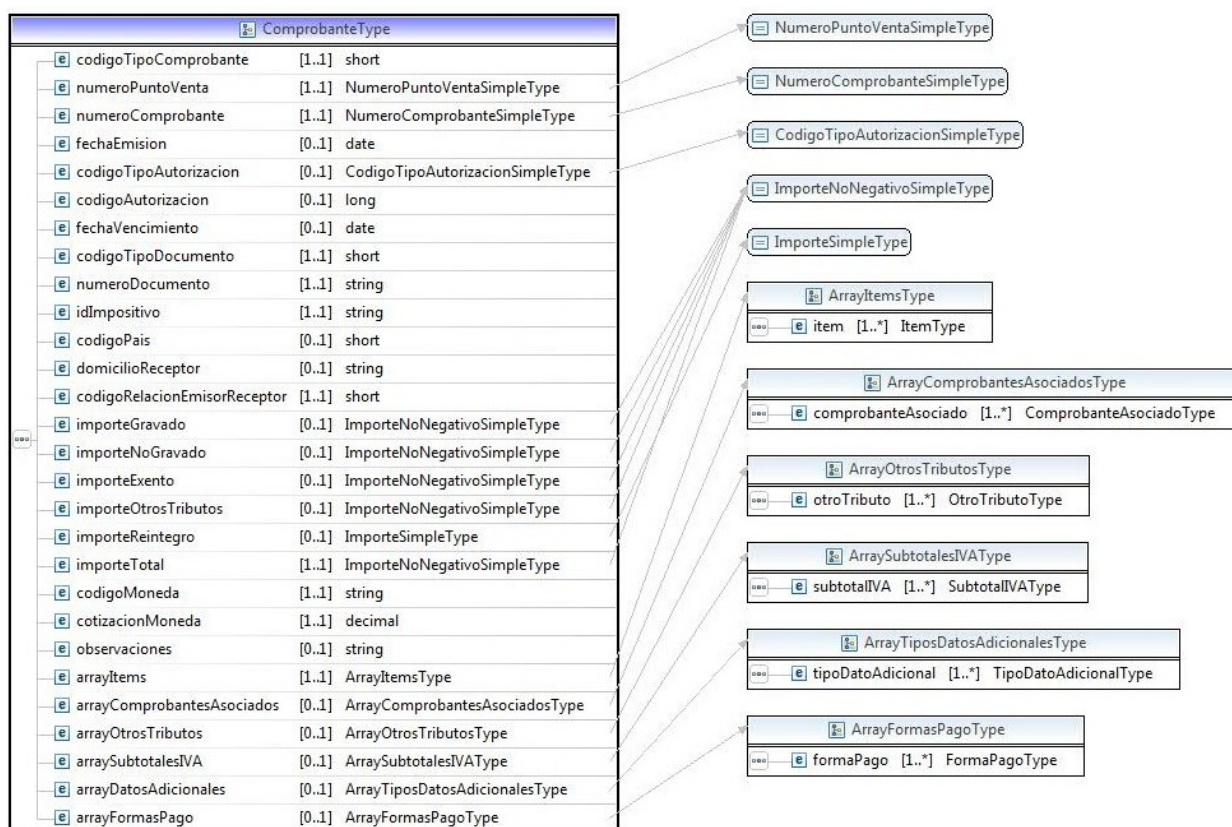 ComprobanteType
codigoTipoComprobante [1..1] short
numeroPuntoVenta [1..1] NumeroPuntoVentaSimpleType
numeroComprobante [1..1] NumeroComprobanteSimpleType
fechaEmision [0..1] date
codigoTipoAutorizacion [0..1] CodigoTipoAutorizacionSimpleType
codigoAutorizacion [0..1] long
fechaVencimiento [0..1] date
codigoTipoDocumento [1..1] short
numeroDocumento [1..1] string
idImpositivo [1..1] string
codigoPais [0..1] short
domicilioReceptor [0..1] string
codigoRelacionEmisorReceptor [1..1] short
importeGravado [0..1] ImporteNoNegativoSimpleType
importeNoGravado [0..1] ImporteNoNegativoSimpleType
importeExento [0..1] ImporteNoNegativoSimpleType
importeOtrosTributos [0..1] ImporteNoNegativoSimpleType
importeReintegro [0..1] ImporteSimpleType
importeTotal [1..1] ImporteNoNegativoSimpleType
codigoMoneda [1..1] string
cotizacionMoneda [1..1] decimal
observaciones [0..1] string
arrayItems [1..1] ArrayItemsType
arrayComprobantesAsociados [0..1] ArrayComprobantesAsociadosType
arrayOtrosTributos [0..1] ArrayOtrosTributosType
arraySubtotalesIVA [0..1] ArraySubtotalesIVAType
arrayDatosAdicionales [0..1] ArrayTiposDatosAdicionalesType
arrayFormasPago [0..1] ArrayFormasPagoType
NumeroPuntoVentaSimpleType
NumeroComprobanteSimpleType
CodigoTipoAutorizacionSimpleType
ImporteNoNegativoSimpleType
ImporteSimpleType
ArrayItemsType
item [1..*] ItemType
ArrayComprobantesAsociadosType
comprobanteAsociado [1..*] ComprobanteAsociadoType
ArrayOtrosTributosType
otroTributo [1..*] OtroTributoType
ArraySubtotalesIVAType
subtotalIVA [1..*] SubtotalIVAType
ArrayTiposDatosAdicionalesType
tipoDatoAdicional [1..*] TipoDatoAdicionalType
ArrayFormasPagoType
formaPago [1..*] FormaPagoType